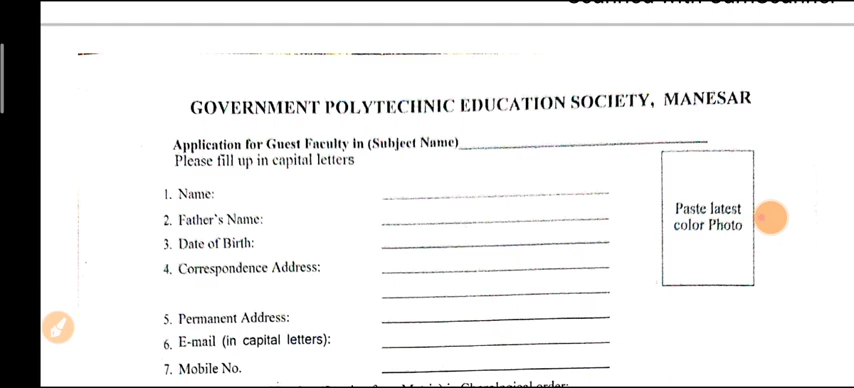 GOVERNMENT POLYTECHNIC EDUCATION SOCIETY, MANESAR
Application for Guest Faculty in (Subject Name)
Please fill up in capital letters
1. Name:
2. Father's Name:
3. Date of Birth:
4. Correspondence Address:
Paste latest
color Photo
5. Permanent Address:
6. E-mail (in capital letters):
7. Mobile No.